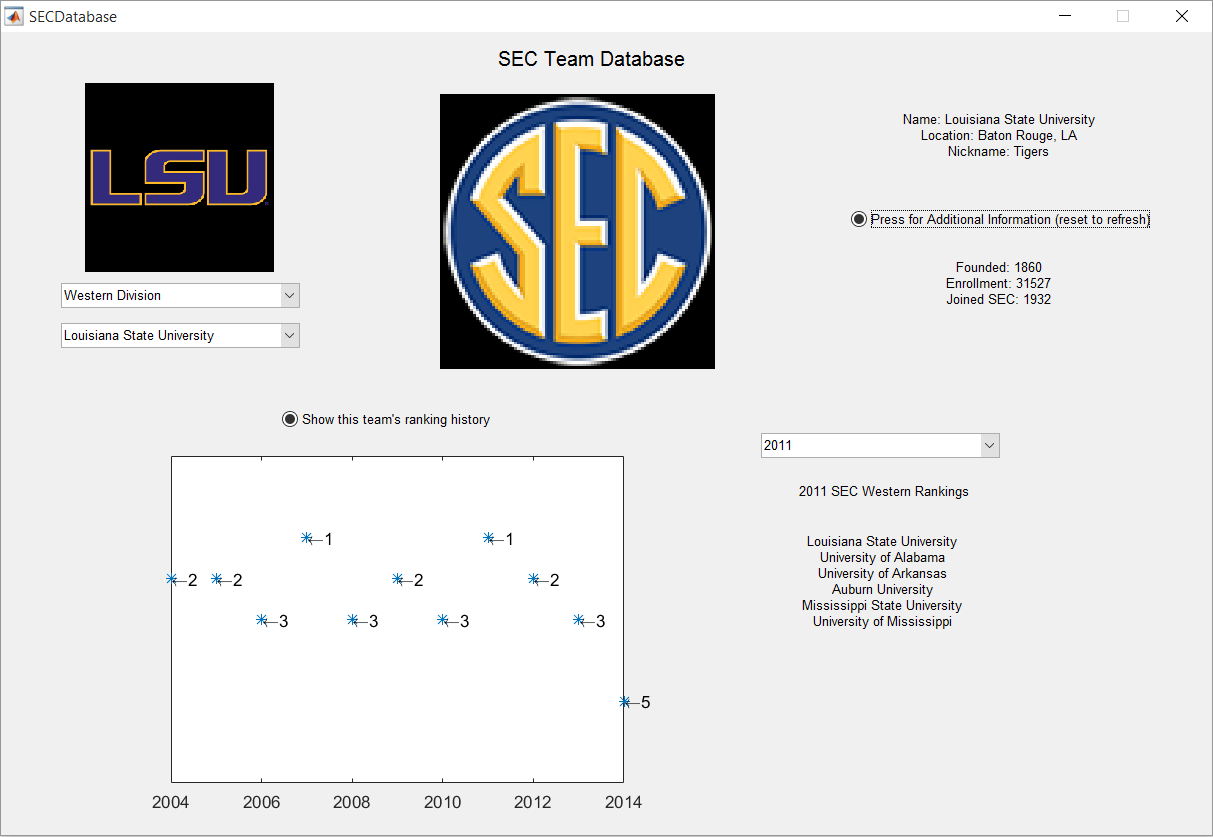 SECDatabase
SEC Team Database
LSU
SEC
Name: Louisiana State University
Location: Baton Rouge, LA
Nickname: Tigers
Press for Additional Information (reset to refresh)
Founded: 1860
Enrollment: 31527
Joined SEC: 1932
Western Division
Louisiana State University
Show this team's ranking history
2011
2011 SEC Western Rankings
Louisiana State University
University of Alabama
University of Arkansas
Auburn University
Mississippi State University
University of Mississippi
1 1
2 2 2 2
3 3 3 3
5
2004 2006 2008 2010 2012 2014